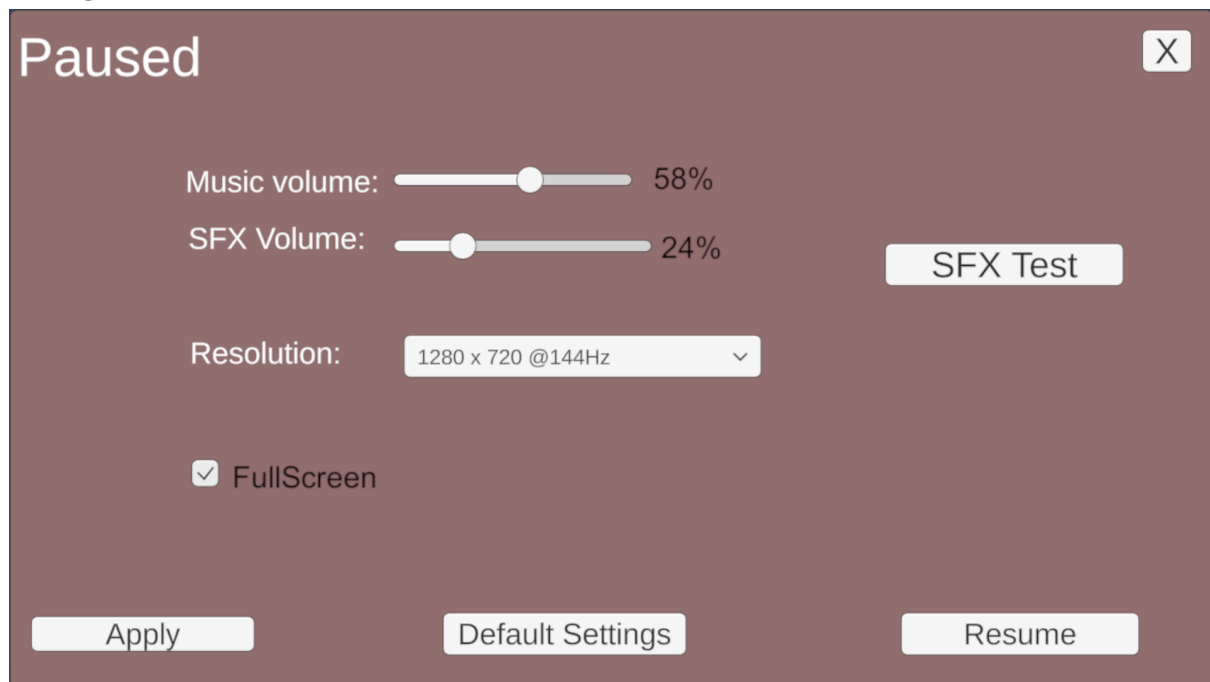 Paused
X
Music volume: 58%
SFX Volume: 24%
SFX Test
Resolution: 1280 x 720 @144Hz
FullScreen
Apply Default Settings Resume